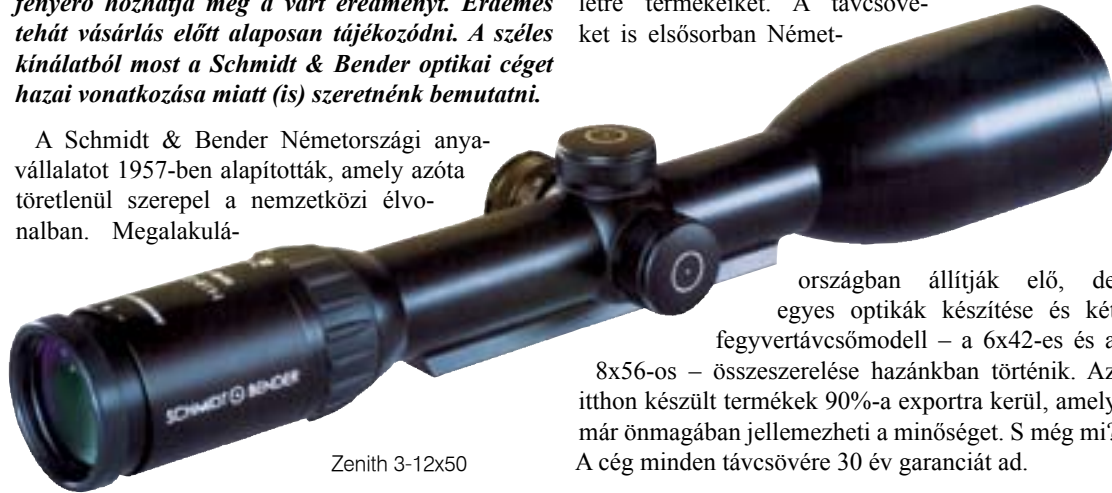 fényerő hozhatja meg a várt eredményt. Érdemes
tehát vásárlás előtt alaposan tájékozódni. A széles
kínálatból most a Schmidt & Bender optikai céget
hazai vonatkozása miatt (is) szeretnénk bemutatni.
A Schmidt & Bender Németországi anya-
vállalatot 1957-ben alapították, amely azóta
töretlenül szerepel a nemzetközi élvo-
nalban. Megalakulá-
létre termékeiket. A távcsöve-
ket is elsősorban Német-
országban állítják elő, de
egyes optikák készítése és két
fegyvertávcsőmodell – a 6x42-es és a
8x56-os – összeszerelése hazánkban történik. Az
itthon készült termékek 90%-a exportra kerül, amely
már önmagában jellemezheti a minőséget. S még mi?
A cég minden távcsövére 30 év garanciát ad.
SCHMIDT BENDER
Zenith 3-12x50